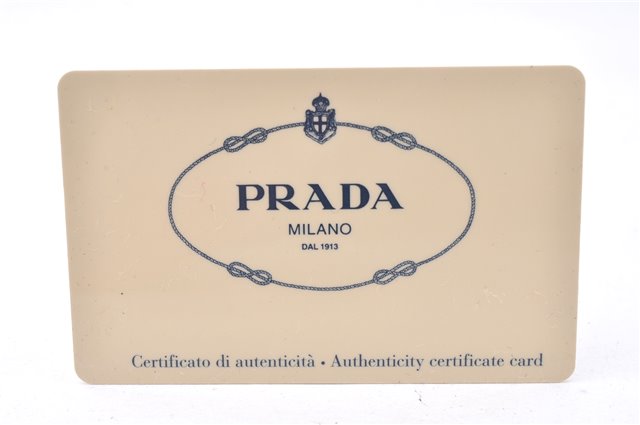 PRADA
MILANO
DAL 1913
Certificato di autenticità • Authenticity certificate card